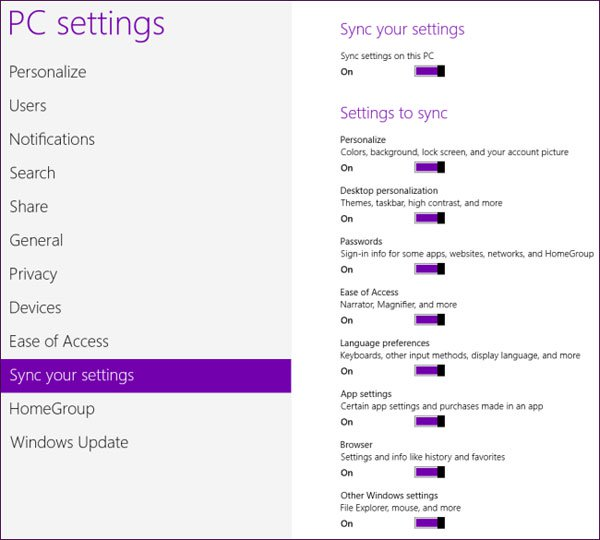 PC settings
Personalize
Users
Notifications
Search
Share
General
Privacy
Devices
Ease of Access
Sync your settings
HomeGroup
Windows Update
Sync your settings
Sync settings on this PC
On
Settings to sync
Personalize
Colors, background, lock screen, and your account picture
On
Desktop personalization
Themes, taskbar, high contrast, and more
On
Passwords
Sign-in info for some apps, websites, networks, and HomeGroup
On
Ease of Access
Narrator, Magnifier, and more
On
Language preferences
Keyboards, other input methods, display language, and more
On
App settings
Certain app settings and purchases made in an app
On
Browser
Settings and info like history and favorites
On
Other Windows settings
File Explorer, mouse, and more
On